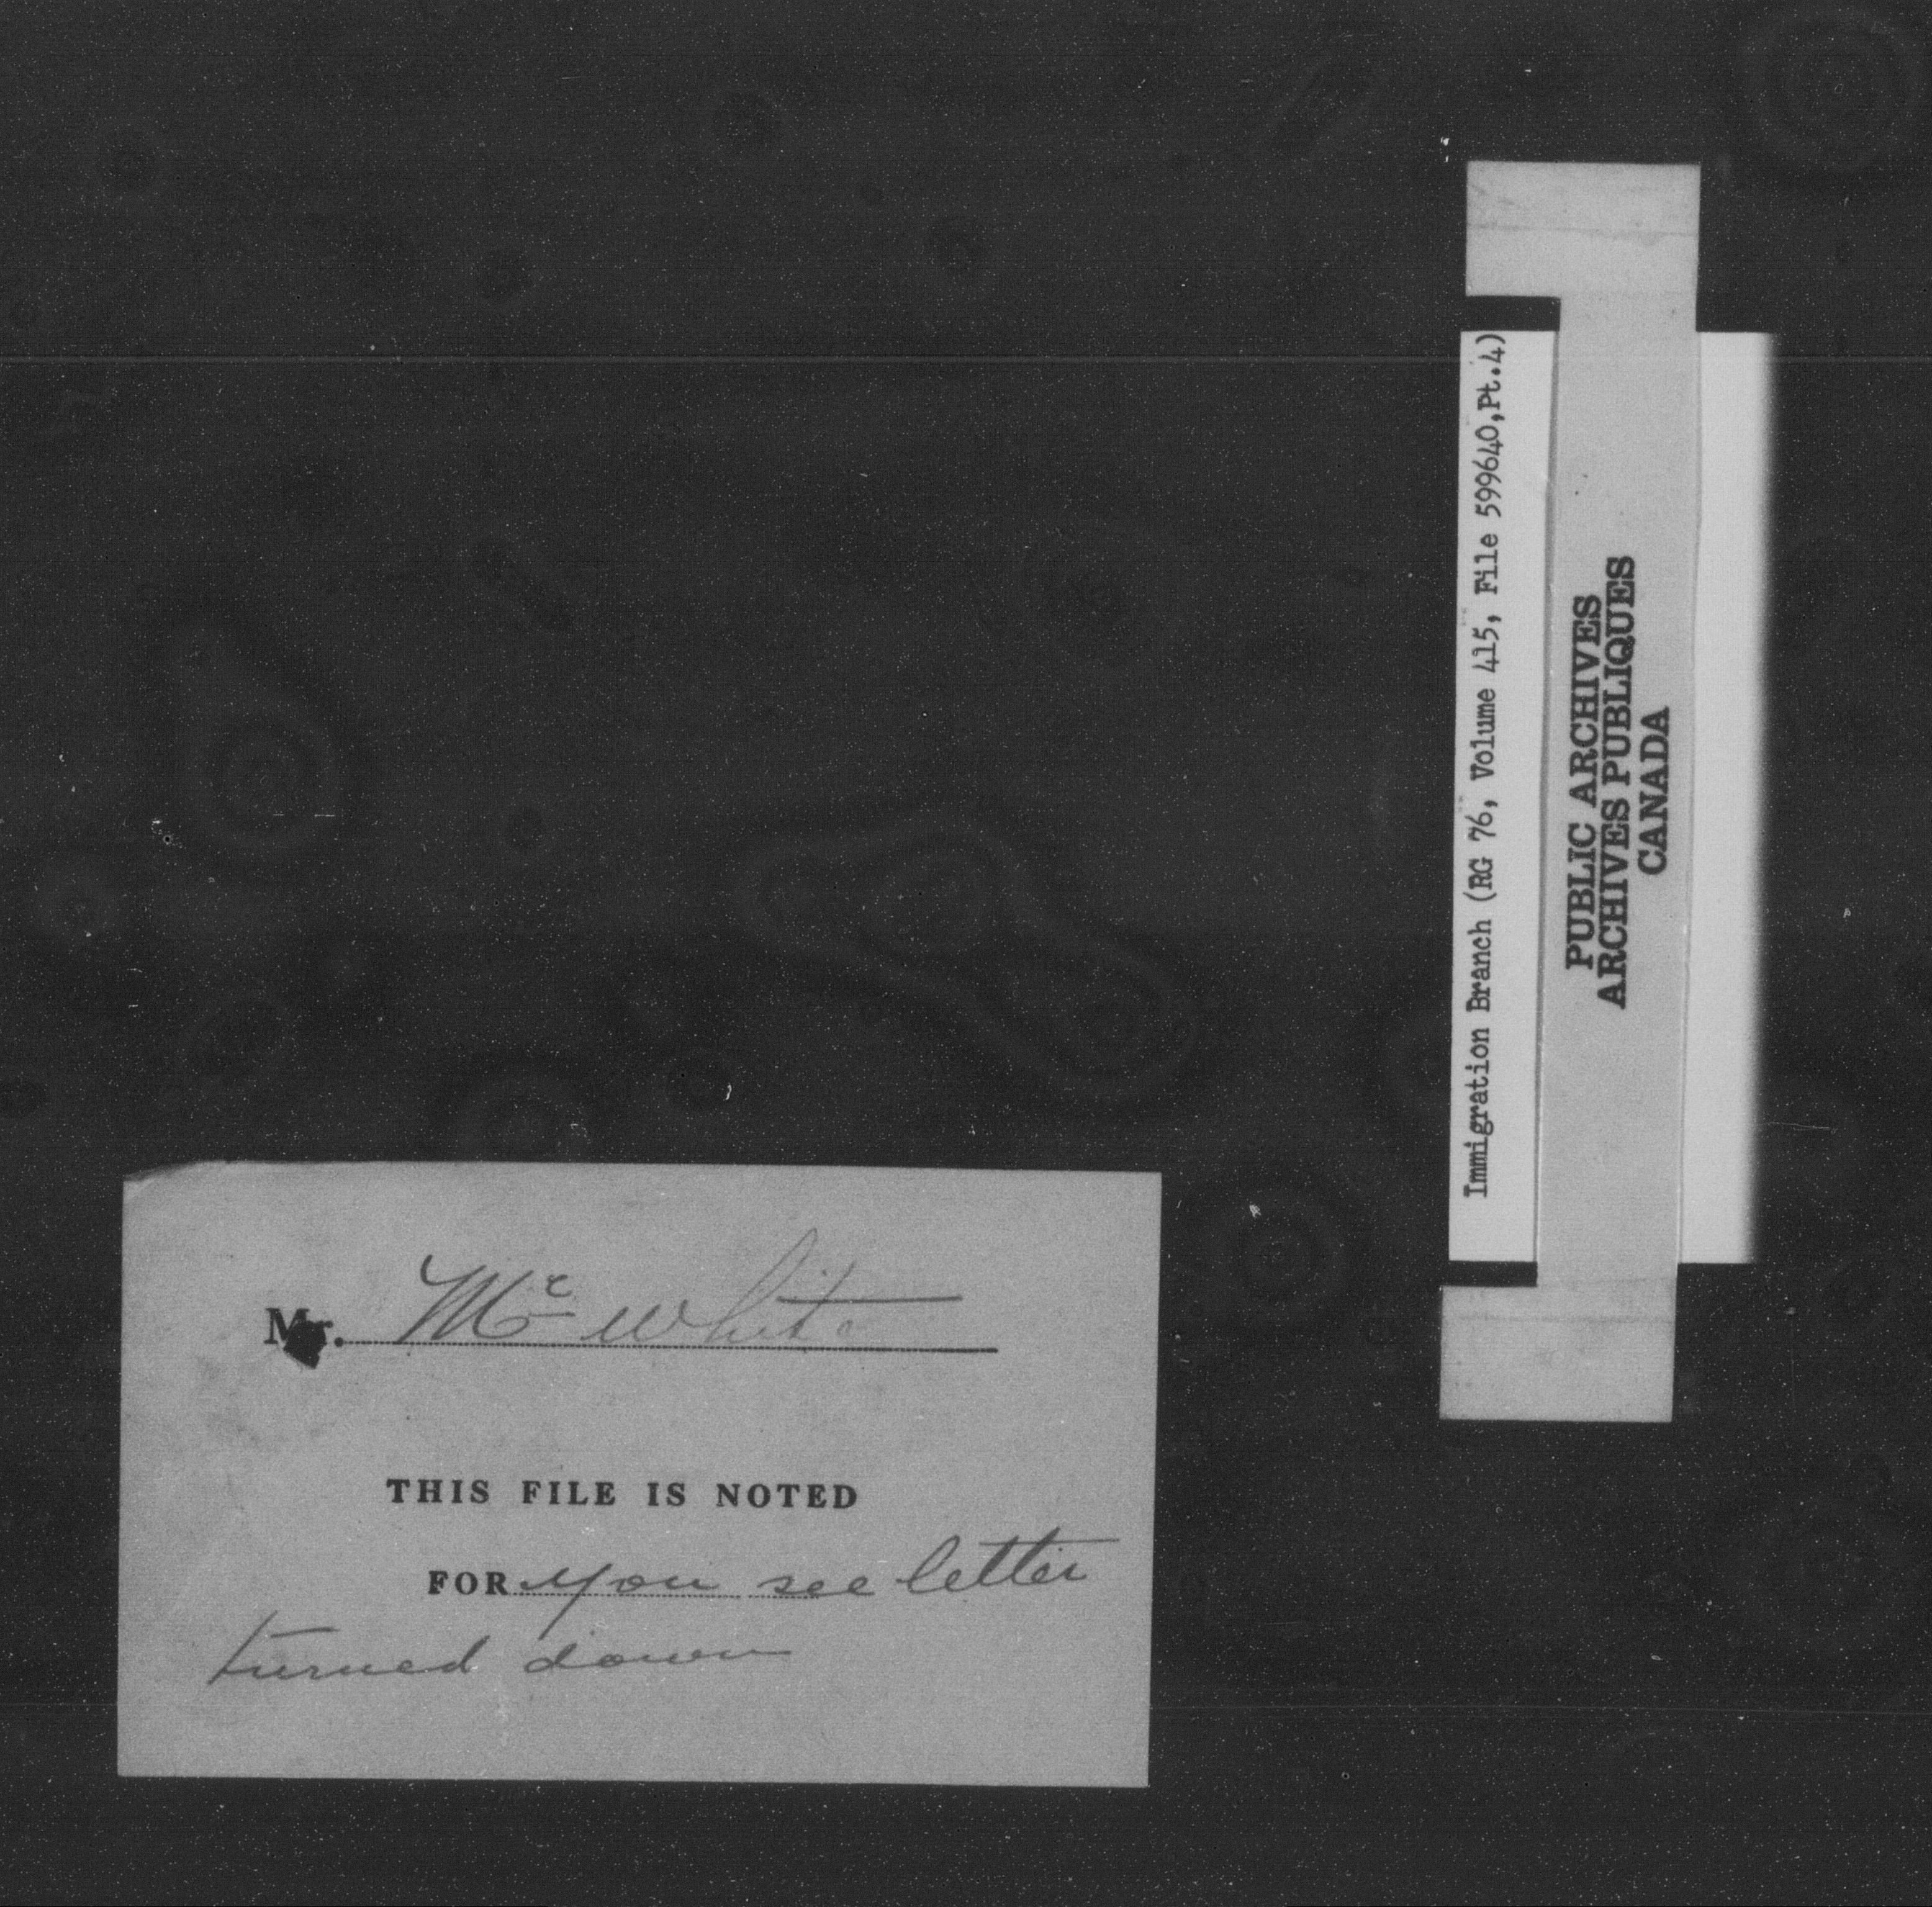 Mr. Mc White
THIS FILE IS NOTED
FOR you see letter
turned down
Immigration Branch (RG 76, Volume 415, File 599640,Pt.4)
PUBLIC ARCHIVES
ARCHIVES PUBLIQUES
CANADA